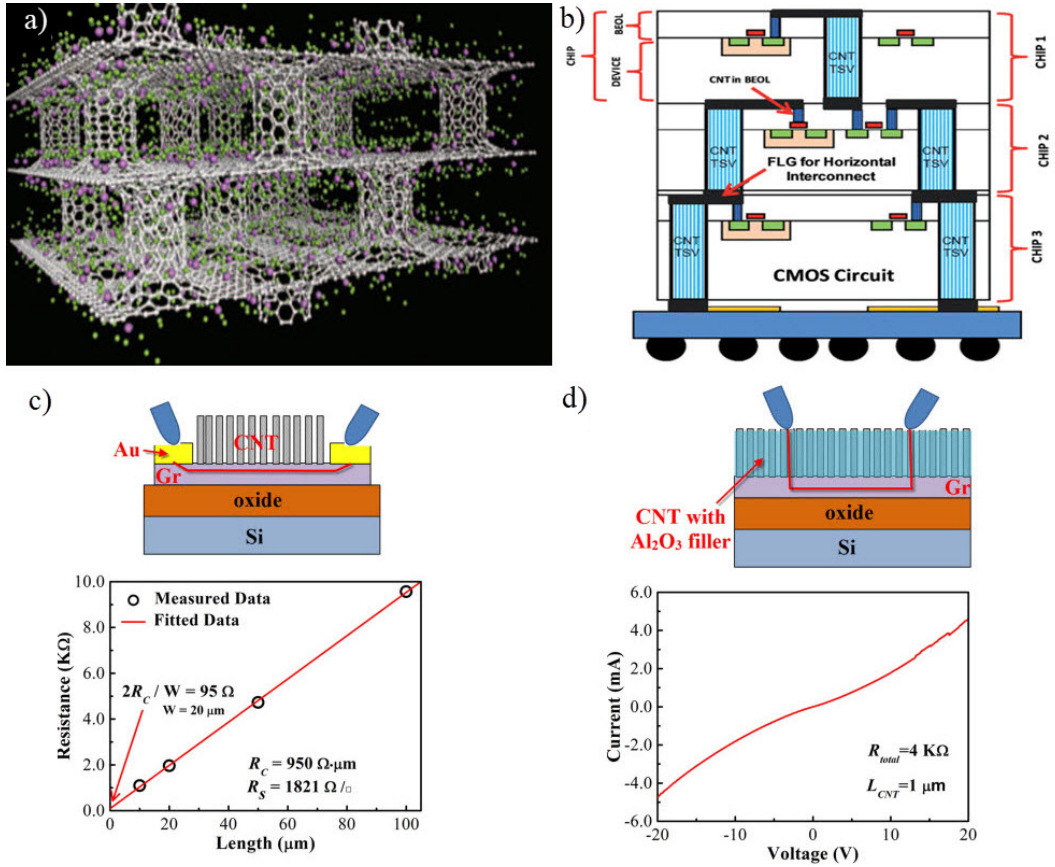 a)
b)
CHIP
BEOL
DEVICE
CNT in BEOL
CNT
TSV
CHIP 1
CNT
TSV
FLG for Horizontal
Interconnect
CNT
TSV
CHIP 2
CNT
TSV
CMOS Circuit
CNT
TSV
CHIP 3
c)
Au
CNT
Gr
oxide
Si
10.0
8.0
6.0
4.0
2.0
0.0
Resistance (KΩ)
Measured Data
Fitted Data
2R_C / W = 95 Ω
W = 20 μm
R_C = 950 Ω·μm
R_S = 1821 Ω/□
0 20 40 60 80 100
Length (μm)
d)
Gr
CNT with
Al₂O₃ filler
oxide
Si
6.0
4.0
2.0
0.0
-2.0
-4.0
-6.0
Current (mA)
R_total=4 KΩ
L_CNT=1 μm
-20 -10 0 10 20
Voltage (V)